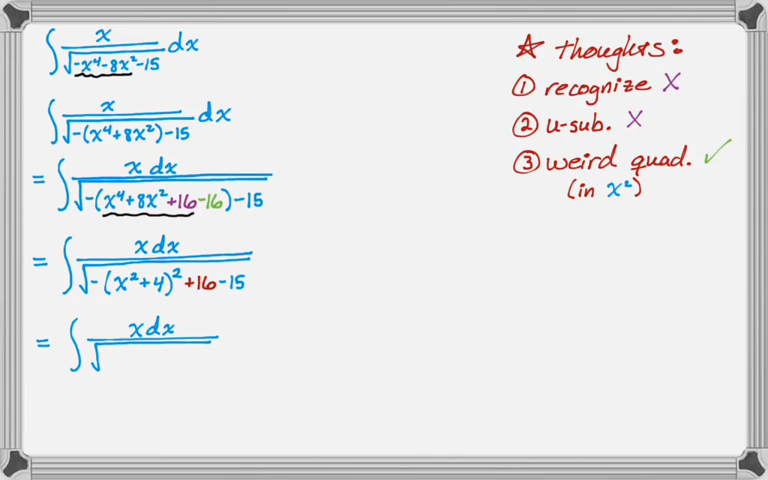 ∫ x / √(-x⁴-8x²-15) dx
∫ x / √(-(x⁴+8x²)-15) dx
= ∫ x dx / √(-(x⁴+8x²+16-16)-15)
= ∫ x dx / √(-(x²+4)²+16-15)
= ∫ x dx / √
☆ thoughts:
① recognize X
② u-sub. X
③ weird quad. ✓
(in x²)